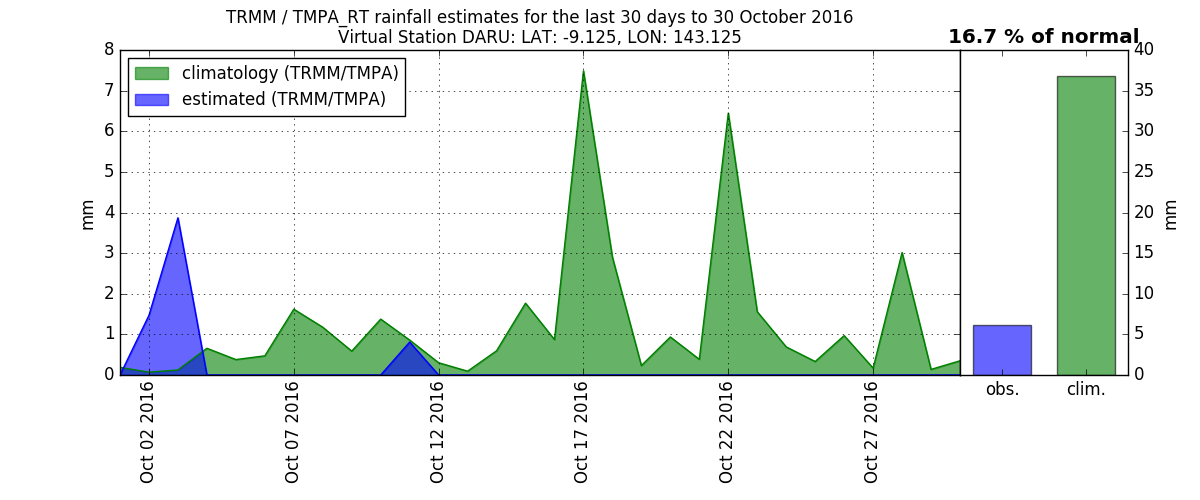 TRMM / TMPA_RT rainfall estimates for the last 30 days to 30 October 2016
Virtual Station DARU: LAT: -9.125, LON: 143.125
16.7 % of normal
climatology (TRMM/TMPA)
estimated (TRMM/TMPA)
8
7
6
5
4
3
2
1
0
mm
Oct 02 2016
Oct 07 2016
Oct 12 2016
Oct 17 2016
Oct 22 2016
Oct 27 2016
obs.
clim.
40
35
30
25
20
15
10
5
0
mm